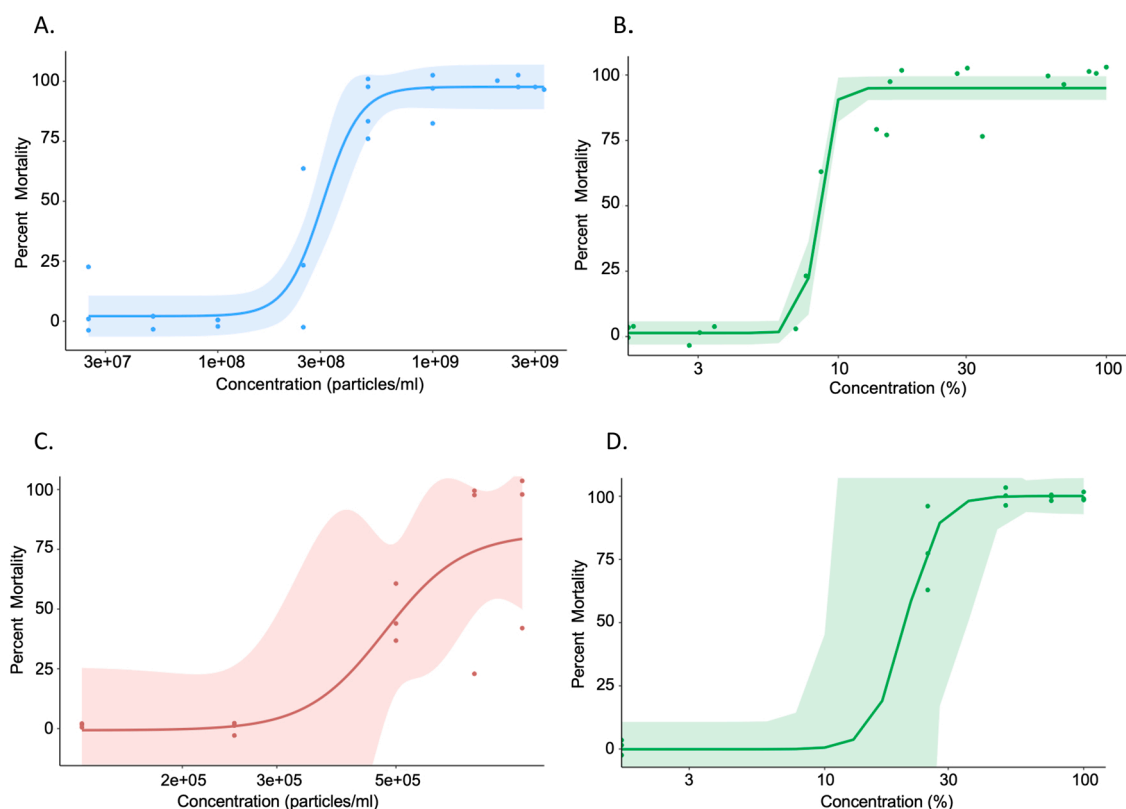 A.
B.
Percent Mortality
100
75
50
25
0
3e+07 1e+08 3e+08 1e+09 3e+09
Concentration (particles/ml)
Percent Mortality
100
75
50
25
0
3 10 30 100
Concentration (%)
C.
D.
Percent Mortality
100
75
50
25
0
2e+05 3e+05 5e+05
Concentration (particles/ml)
Percent Mortality
100
75
50
25
0
3 10 30 100
Concentration (%)